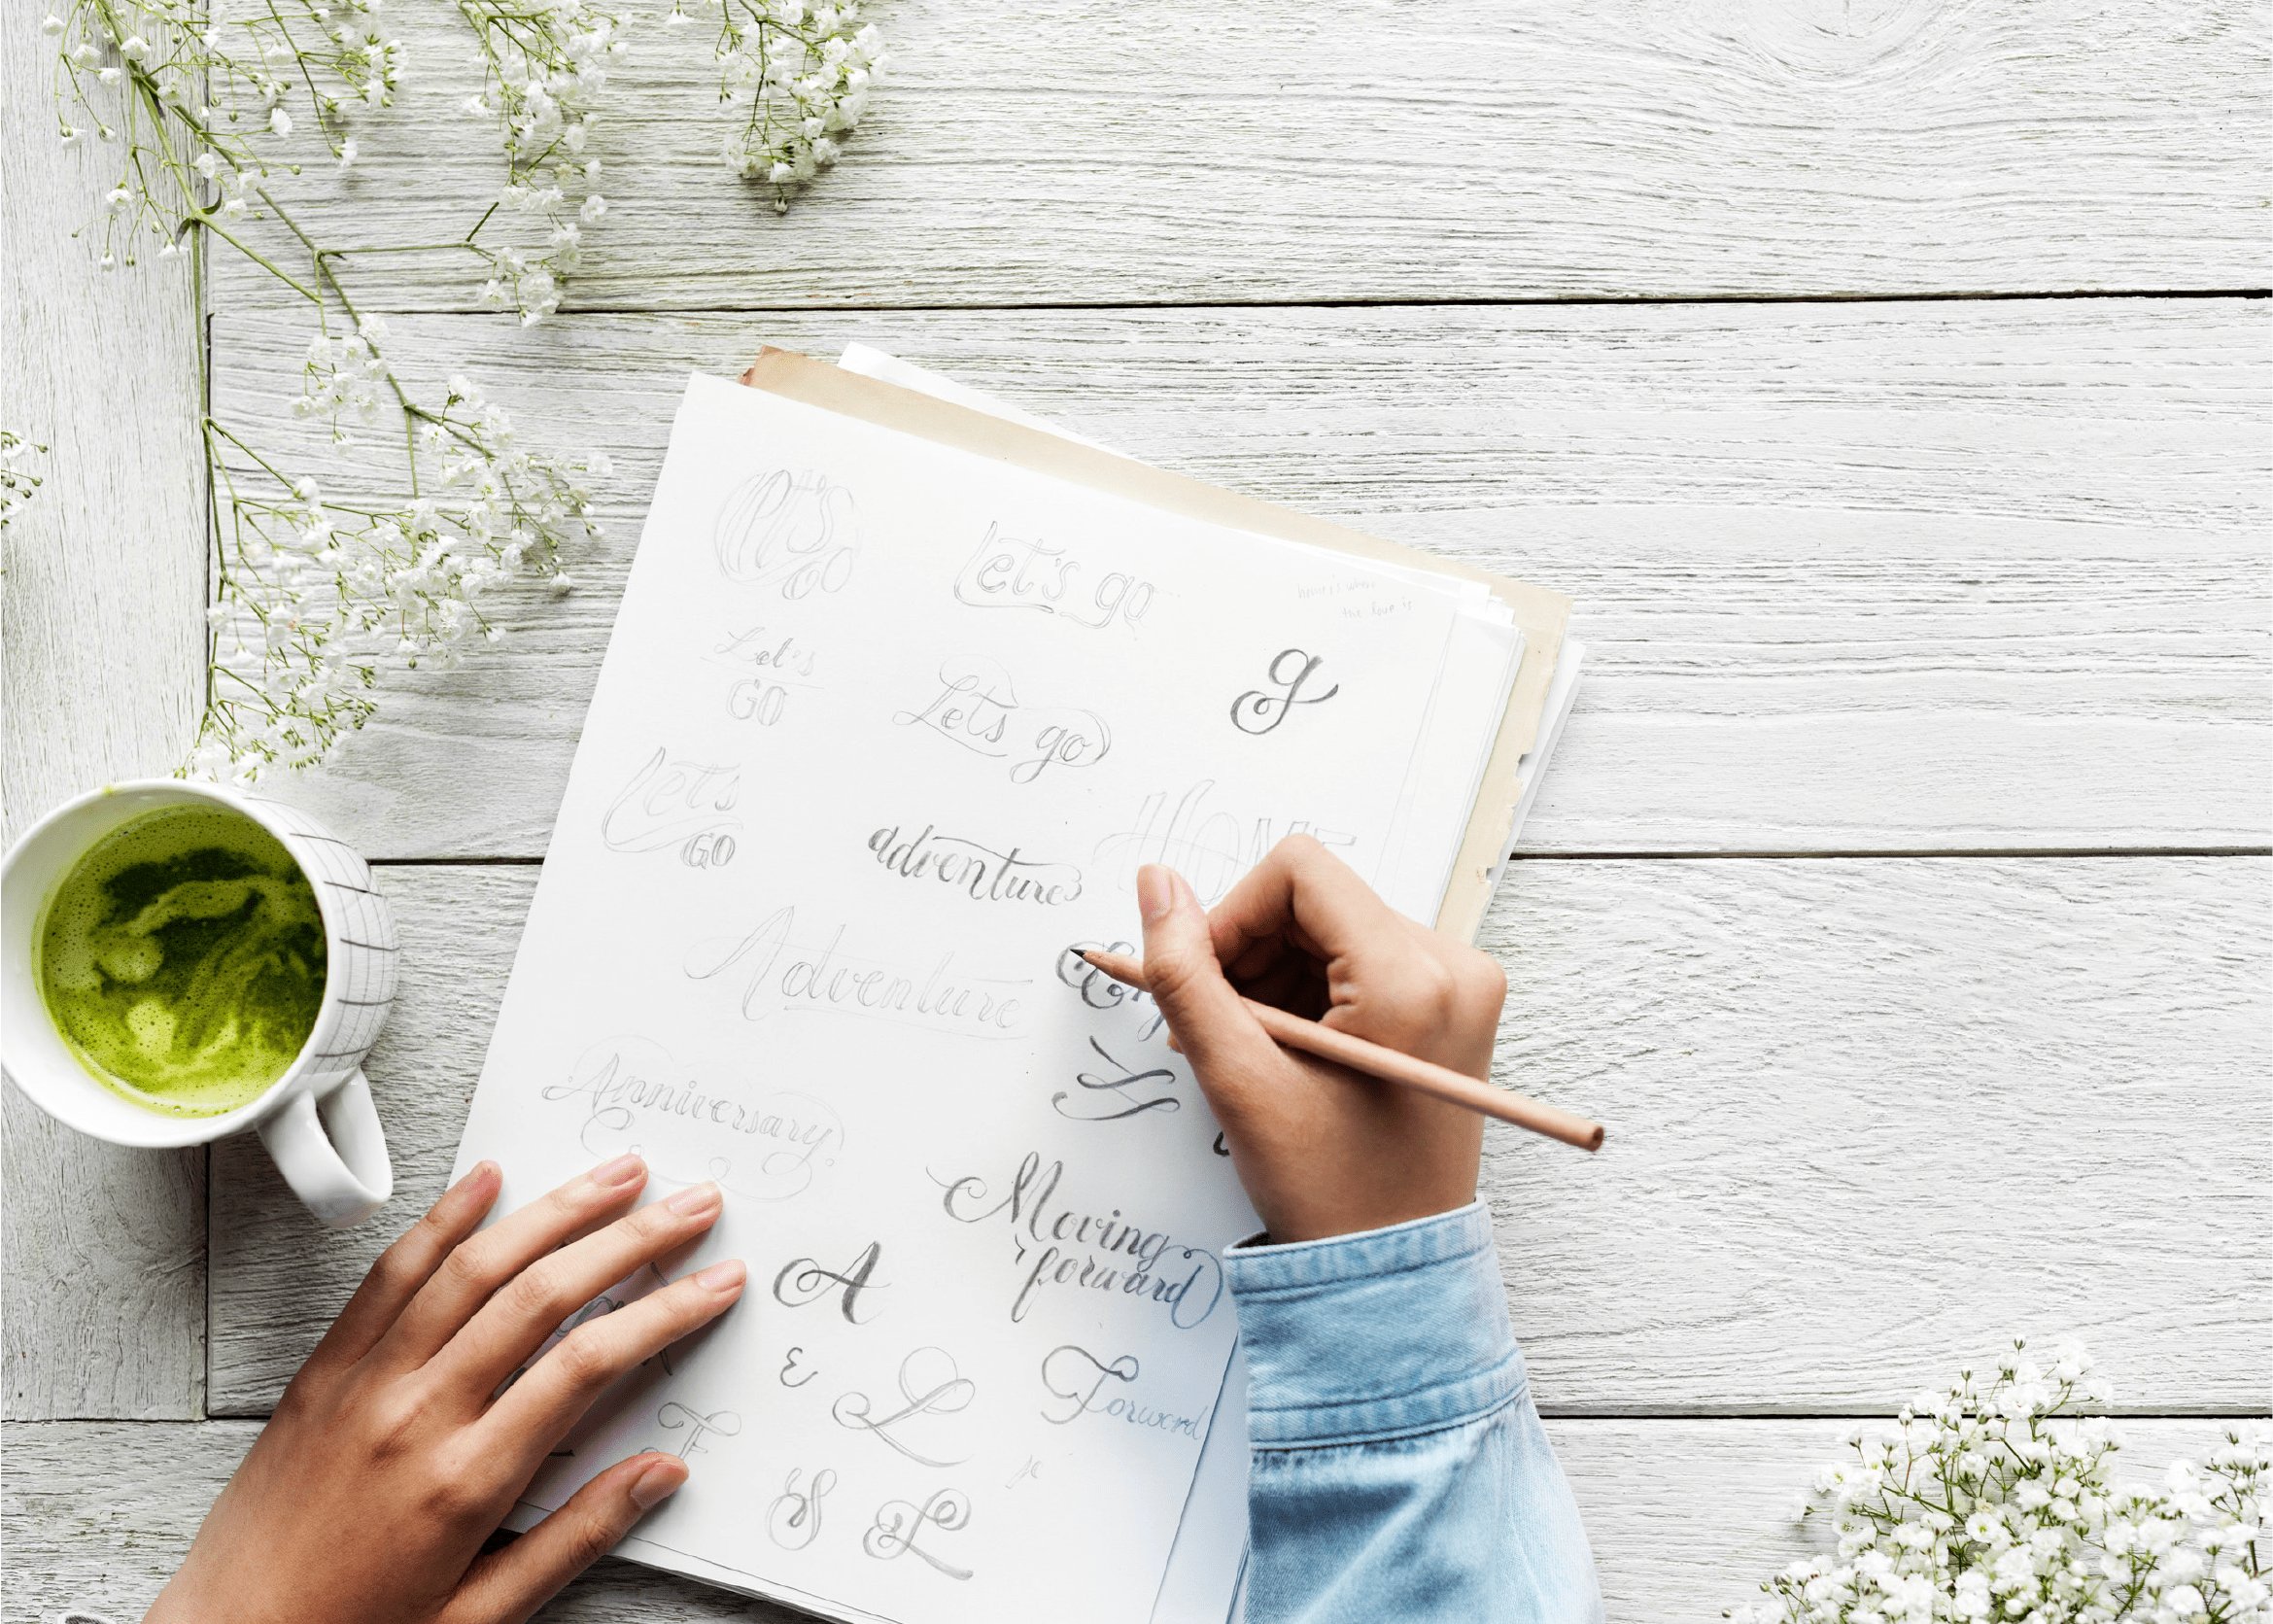 Let's
go
Let's go
home's where
the love is
Let's
GO
Let's go
g
Let's
GO
adventure
HOME
Adventure
Anniversary
Moving
forward
A
Forward
L
F
S
L